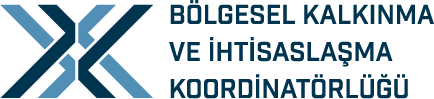 BÖLGESEL KALKINMA
VE İHTİSASLAŞMA
KOORDİNATÖRLÜĞÜ